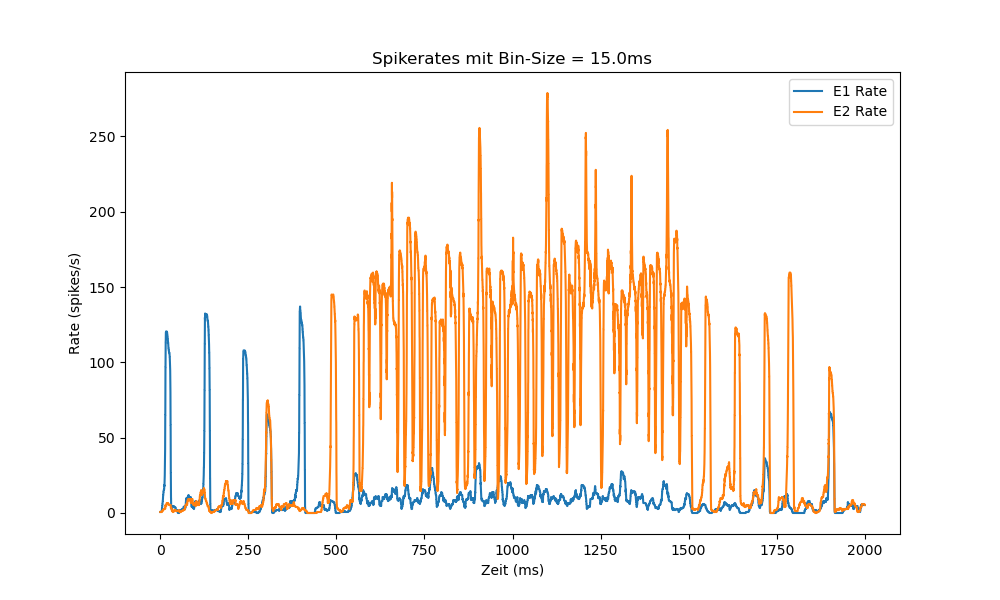 Spikerates mit Bin-Size = 15.0ms
E1 Rate
E2 Rate
250
200
150
100
50
0
Rate (spikes/s)
0 250 500 750 1000 1250 1500 1750 2000
Zeit (ms)